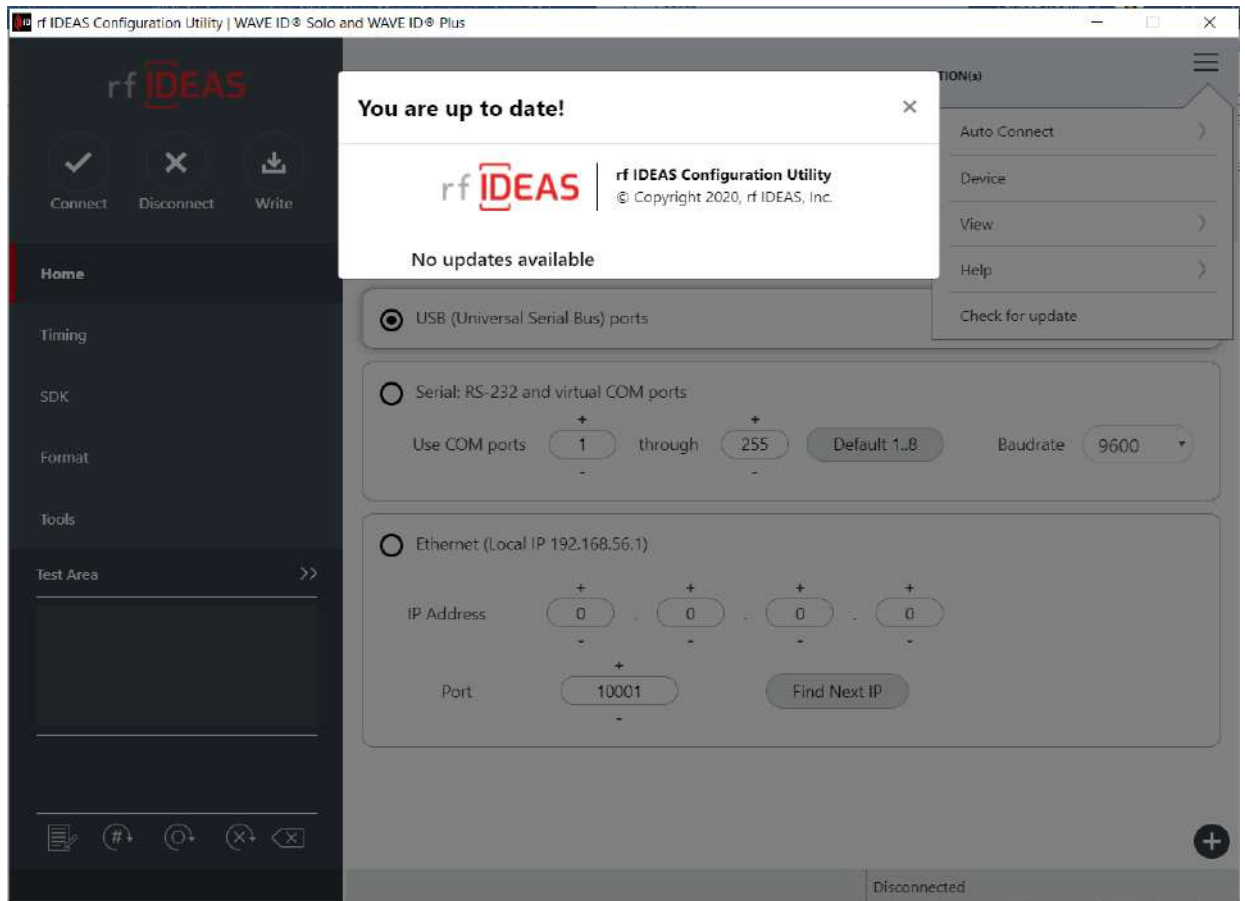 rf IDEAS Configuration Utility | WAVE ID® Solo and WAVE ID® Plus
rf IDEAS
Connect
Disconnect
Write
Home
Timing
SDK
Format
Tools
Test Area >>
TION(s)
You are up to date! ×
rf IDEAS
rf IDEAS Configuration Utility
© Copyright 2020, rf IDEAS, Inc.
No updates available
Auto Connect
Device
View
Help
Check for update
USB (Universal Serial Bus) ports
Serial: RS-232 and virtual COM ports
+ +
Use COM ports 1 through 255 Default 1..8 Baudrate 9600
- -
Ethernet (Local IP 192.168.56.1)
+ + + +
IP Address 0 . 0 . 0 . 0
- - - -
+
Port 10001 Find Next IP
-
#
Disconnected